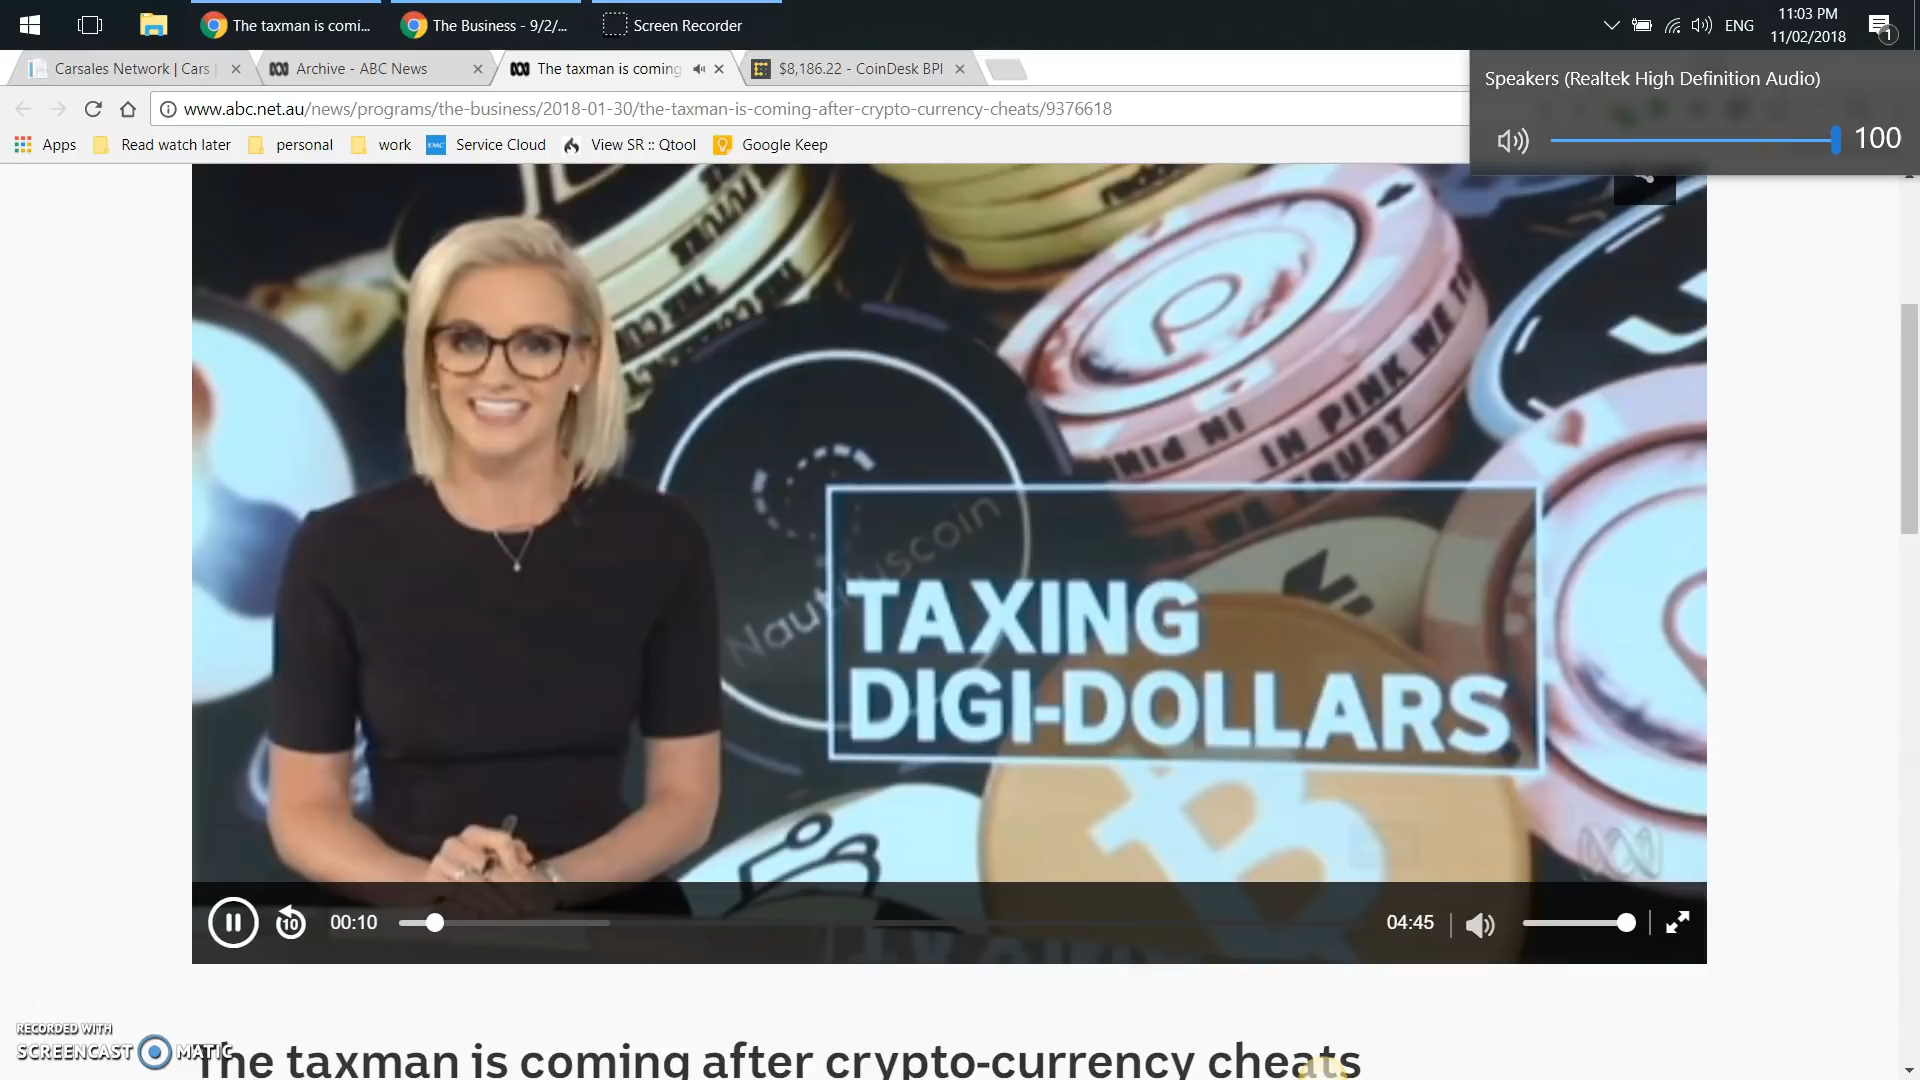 The taxman is comi...
The Business - 9/2/...
Screen Recorder
ENG
11:03 PM
11/02/2018
1
Carsales Network | Cars |
Archive - ABC News
The taxman is coming
$8,186.22 - CoinDesk BPI
Speakers (Realtek High Definition Audio)
100
www.abc.net.au/news/programs/the-business/2018-01-30/the-taxman-is-coming-after-crypto-currency-cheats/9376618
Apps
Read watch later
personal
work
EMC
Service Cloud
View SR :: Qtool
Google Keep
IN PINK WE TR
TRUST
Nautiluscoin
TAXING
DIGI-DOLLARS
10
00:10
04:45
RECORDED WITH
SCREENCAST MATIC
The taxman is coming after crypto-currency cheats